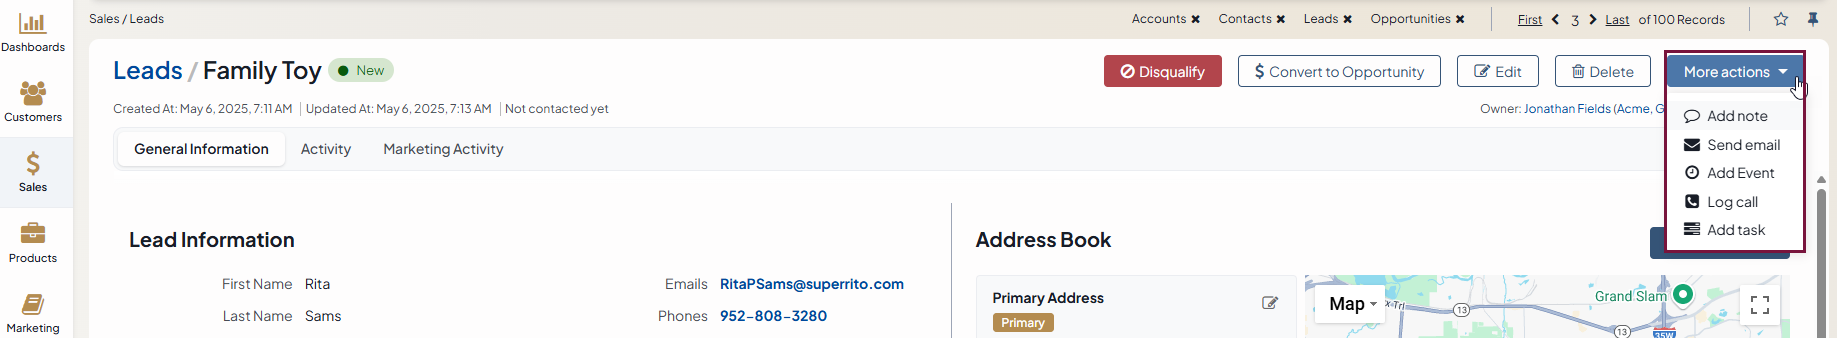 Dashboards
Customers
Sales
Products
Marketing
Sales / Leads
Accounts ✖ Contacts ✖ Leads ✖ Opportunities ✖ First 3 Last of 100 Records
Leads / Family Toy New
Disqualify $ Convert to Opportunity Edit Delete More actions
Created At: May 6, 2025, 7:11 AM Updated At: May 6, 2025, 7:13 AM Not contacted yet
Owner: Jonathan Fields (Acme, G
Add note
Send email
Add Event
Log call
Add task
General Information Activity Marketing Activity
Lead Information
First Name Rita
Last Name Sams
Emails RitaPSams@superrito.com
Phones 952-808-3280
Address Book
Primary Address
Primary
Map
x Trl
13
Grand Slam
13
35W